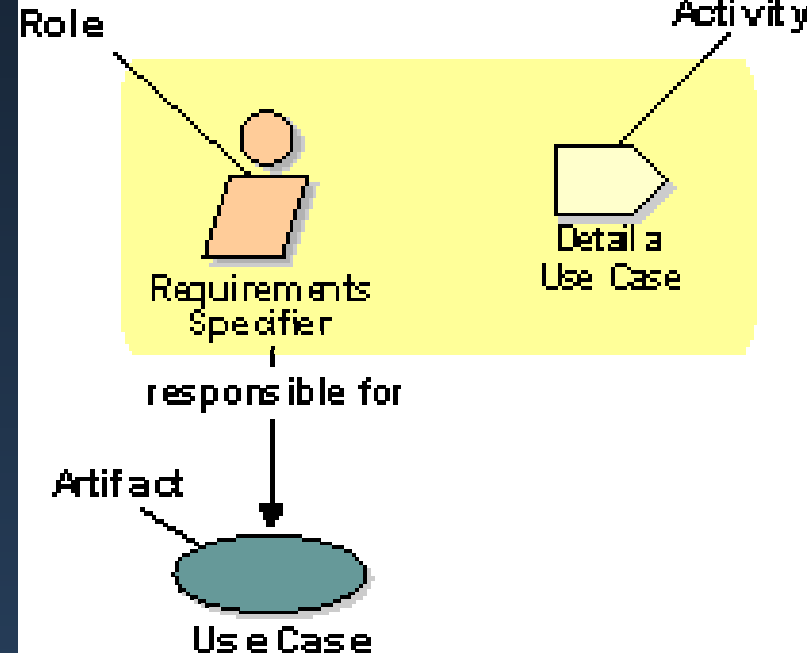 Role
Activity
Requirements
Specifier
Detail a
Use Case
responsible for
Artifact
Use Case